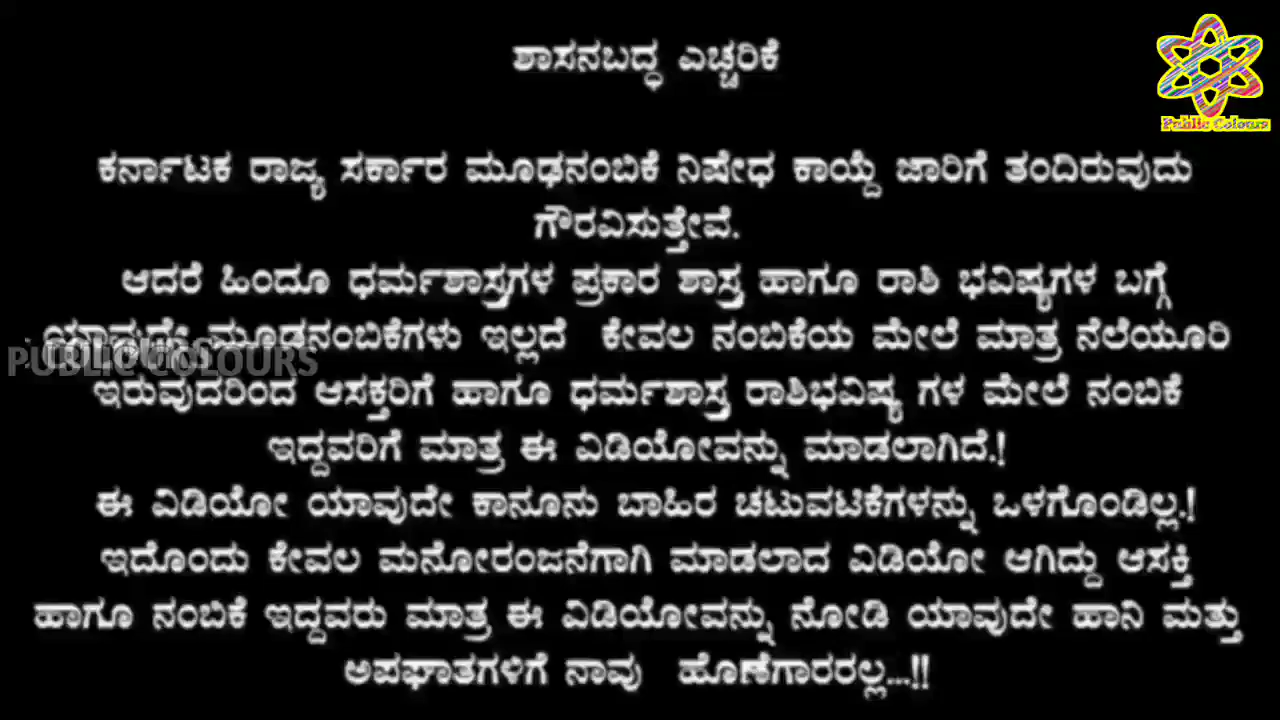 ಶಾಸನಬದ್ಧ ಎಚ್ಚರಿಕೆ
Public Colours
ಕರ್ನಾಟಕ ರಾಜ್ಯ ಸರ್ಕಾರ ಮೂಢನಂಬಿಕೆ ನಿಷೇಧ ಕಾಯ್ದೆ ಜಾರಿಗೆ ತಂದಿರುವುದು
ಗೌರವಿಸುತ್ತೇವೆ.
ಆದರೆ ಹಿಂದೂ ಧರ್ಮಶಾಸ್ತ್ರಗಳ ಪ್ರಕಾರ ಶಾಸ್ತ್ರ ಹಾಗೂ ರಾಶಿ ಭವಿಷ್ಯಗಳ ಬಗ್ಗೆ
ಯಾವುದೇ ಮೂಡನಂಬಿಕೆಗಳು ಇಲ್ಲದೆ ಕೇವಲ ನಂಬಿಕೆಯ ಮೇಲೆ ಮಾತ್ರ ನೆಲೆಯೂರಿ
PUBLIC COLOURS
ಇರುವುದರಿಂದ ಆಸಕ್ತರಿಗೆ ಹಾಗೂ ಧರ್ಮಶಾಸ್ತ್ರ ರಾಶಿಭವಿಷ್ಯ ಗಳ ಮೇಲೆ ನಂಬಿಕೆ
ಇದ್ದವರಿಗೆ ಮಾತ್ರ ಈ ವಿಡಿಯೋವನ್ನು ಮಾಡಲಾಗಿದೆ.!
ಈ ವಿಡಿಯೋ ಯಾವುದೇ ಕಾನೂನು ಬಾಹಿರ ಚಟುವಟಿಕೆಗಳನ್ನು ಒಳಗೊಂಡಿಲ್ಲ.!
ಇದೊಂದು ಕೇವಲ ಮನೋರಂಜನೆಗಾಗಿ ಮಾಡಲಾದ ವಿಡಿಯೋ ಆಗಿದ್ದು ಆಸಕ್ತಿ
ಹಾಗೂ ನಂಬಿಕೆ ಇದ್ದವರು ಮಾತ್ರ ಈ ವಿಡಿಯೋವನ್ನು ನೋಡಿ ಯಾವುದೇ ಹಾನಿ ಮತ್ತು
ಅಪಘಾತಗಳಿಗೆ ನಾವು ಹೊಣೆಗಾರರಲ್ಲ...!!